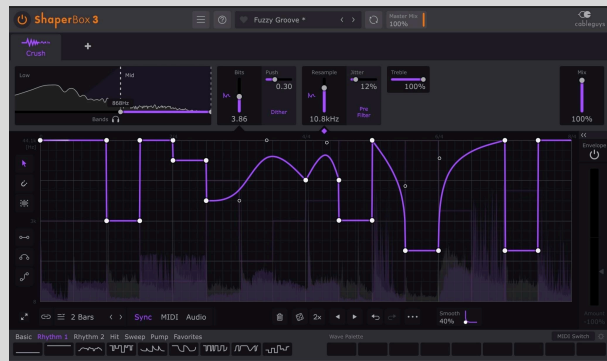 ShaperBox 3
Fuzzy Groove *
Master Mix
100%
cableguys
Crush
+
Low
Mid
868Hz
Bands
Bits
3.86
Push
0.30
Dither
Resample
10.8kHz
Jitter
12%
Pre
Filter
Treble
100%
Mix
100%
Envelope
2 Bars
Sync
MIDI
Audio
2x
Smooth
40%
Amount
Basic
Rhythm 1
Rhythm 2
Hit
Sweep
Pump
Favorites
Wave Palette
MIDI Switch